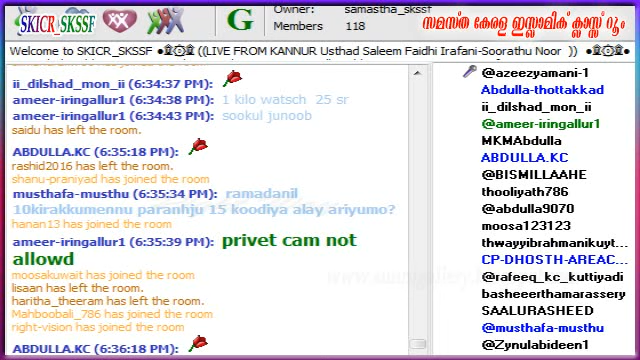 SKICR_SKSSF
G
Owner: samastha_skssf
Members 118
സമസ്ത കേരള ഇസ്ലാമിക് ക്ലാസ്സ് റൂം
Welcome to SKICR_SKSSF ●۩۞۩● ((LIVE FROM KANNUR Usthad Saleem Faidhi Irafani-Soorathu Noor )) ●۩۞۩●
ii_dilshad_mon_ii (6:34:37 PM):
ameer-iringallur1 (6:34:38 PM): 1 kilo watsch 25 sr
ameer-iringallur1 (6:34:43 PM): sookul junoob
saidu has left the room.
ABDULLA.KC (6:35:18 PM):
rashid2016 has left the room.
shanu-praniyad has joined the room
musthafa-musthu (6:35:34 PM): ramadanil
10kirakkumennu paranhju 15 koodiya alay ariyumo?
hanan13 has joined the room
ameer-iringallur1 (6:35:39 PM): privet cam not
allowd
moosakuwait has joined the room
lisaan has left the room.
haritha_theeram has left the room.
Mahboobali_786 has joined the room
right-vision has joined the room
ABDULLA.KC (6:36:18 PM):
@azeezyamani-1
Abdulla-thottakkad
ii_dilshad_mon_ii
@ameer-iringallur1
MKMAbdulla
ABDULLA.KC
@BISMILLAAHE
thooliyath786
@abdulla9070
moosa123123
thwayyibrahmanikuyt...
CP-DHOSTH-AREAC...
@rafeeq_kc_kuttiyadi
basheeerthamarassery
SAALURASHEED
@musthafa-musthu
@Zynulabideen1